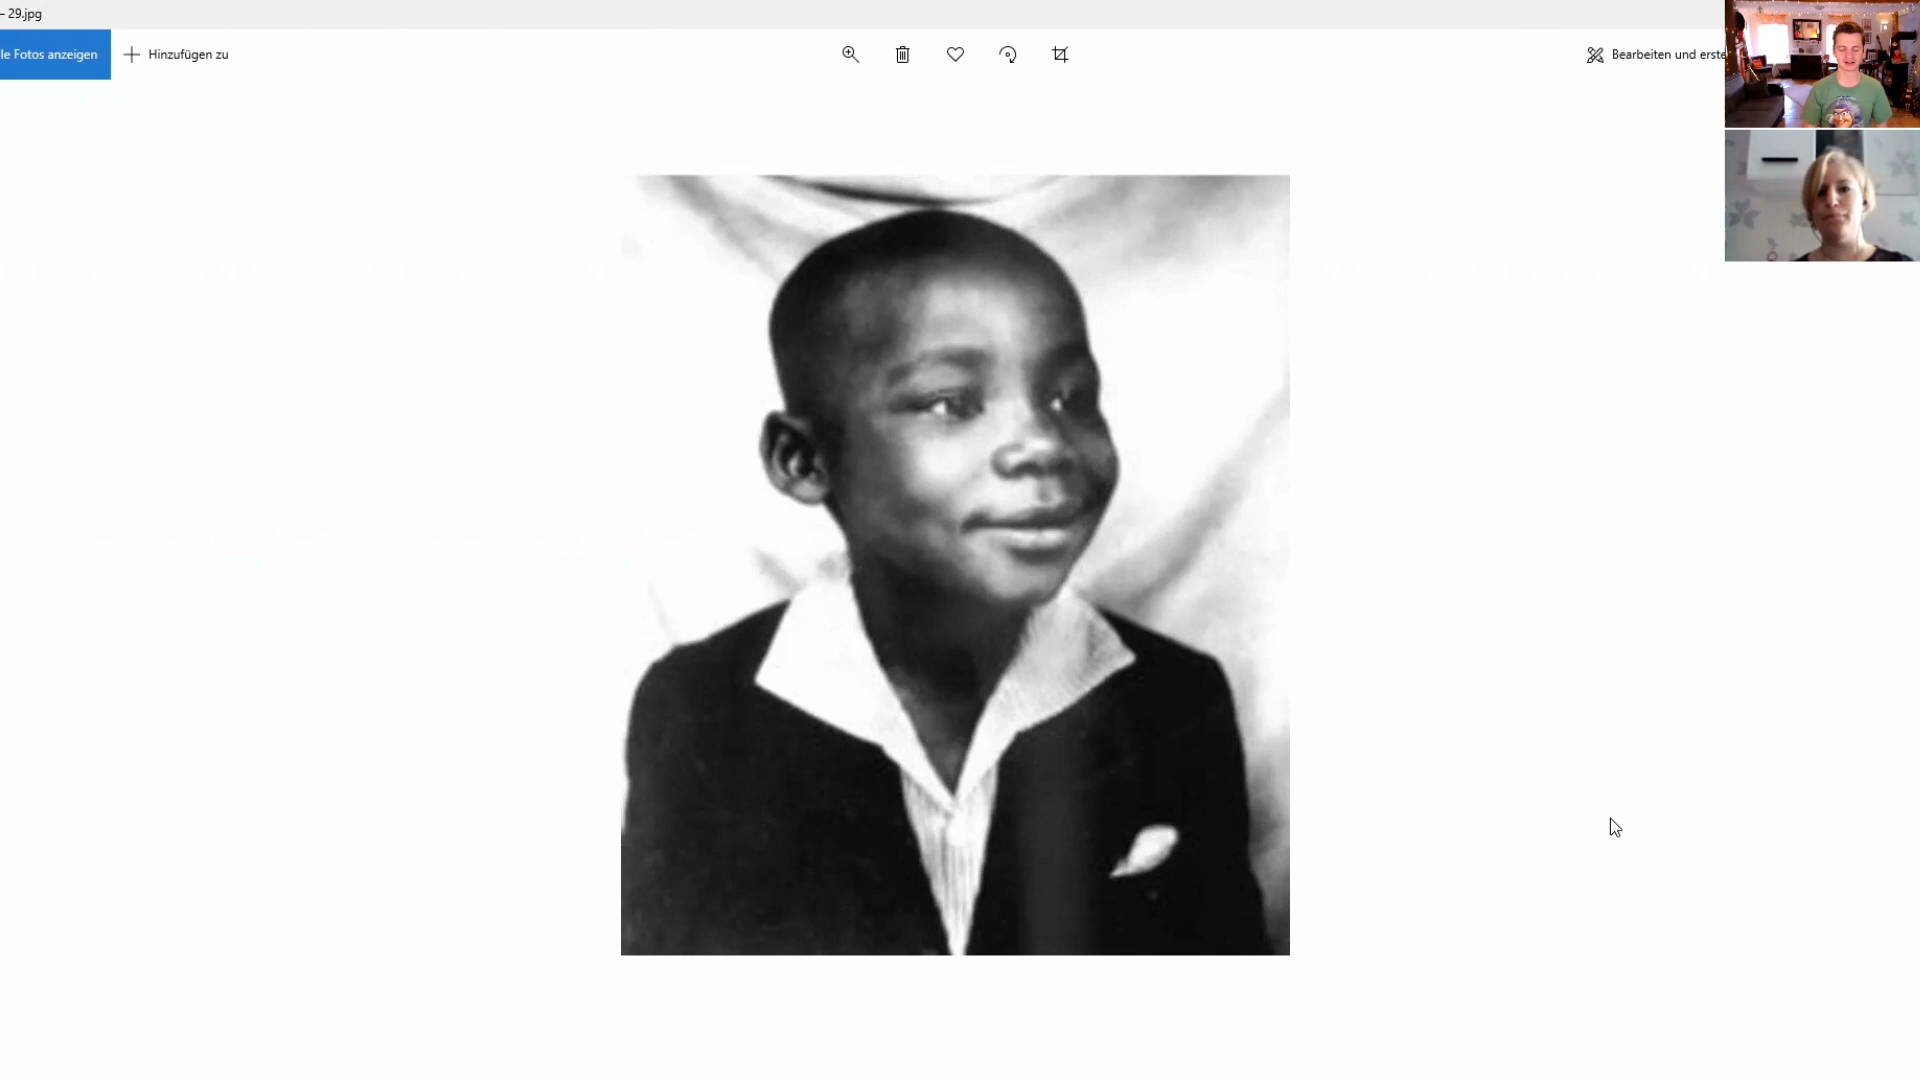 – 29.jpg
le Fotos anzeigen
Hinzufügen zu
Bearbeiten und erste